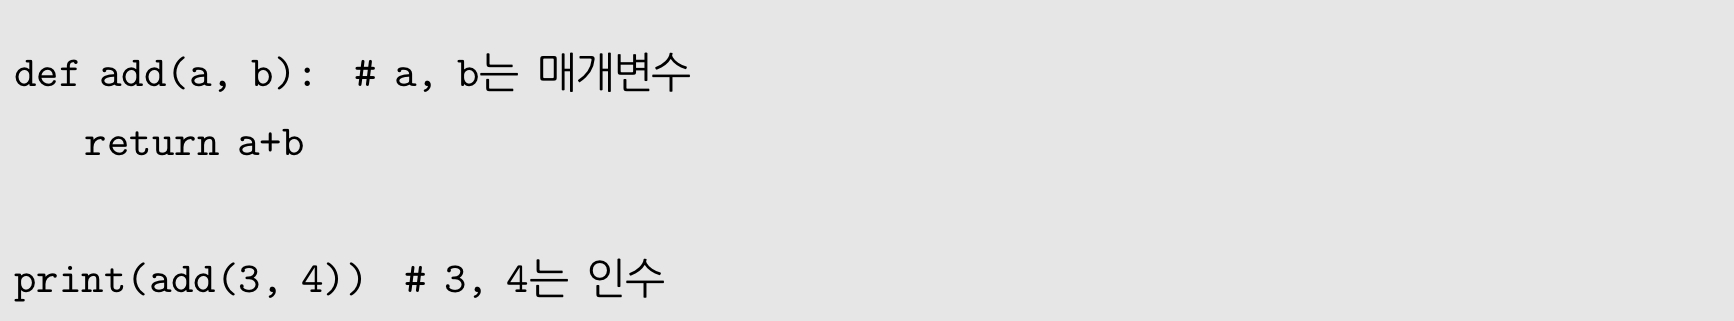 def add(a, b):  # a, b는 매개변수
    return a+b

print(add(3, 4))  # 3, 4는 인수